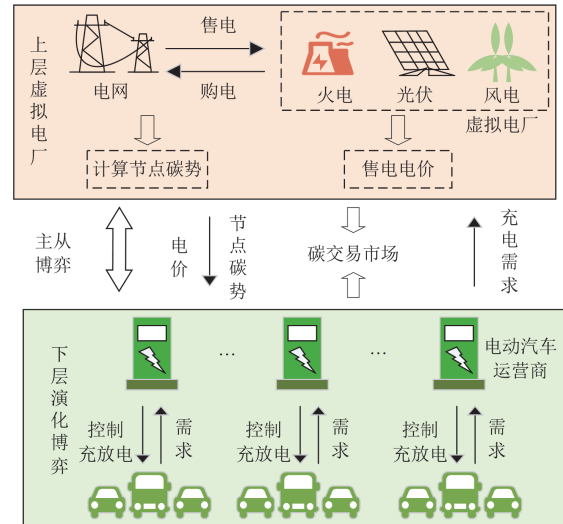 上层虚拟电厂
售电
购电
电网
火电
光伏
风电
虚拟电厂
计算节点碳势
售电电价
主从
博弈
电价
节点碳势
碳交易市场
充电需求
下层演化博弈
...
...
电动汽车
运营商
控制
充放电
需求
控制
充放电
需求
控制
充放电
需求